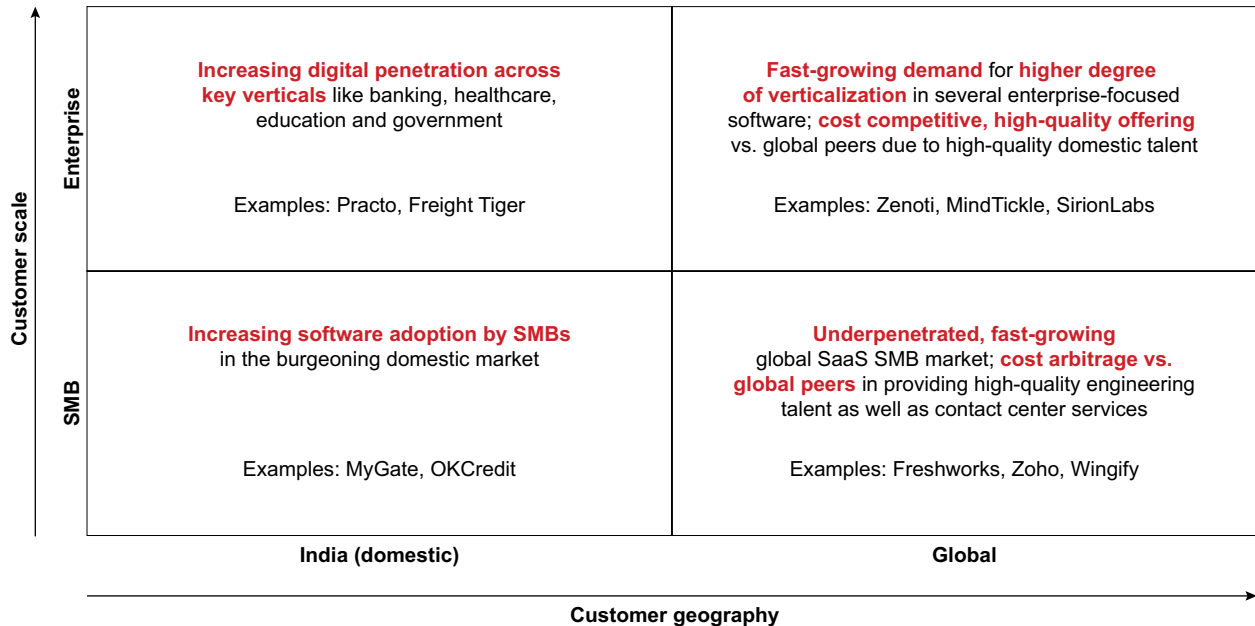 Customer scale
Enterprise
Increasing digital penetration across
key verticals like banking, healthcare,
education and government
Examples: Practo, Freight Tiger
Fast-growing demand for higher degree
of verticalization in several enterprise-focused
software; cost competitive, high-quality offering
vs. global peers due to high-quality domestic talent
Examples: Zenoti, MindTickle, SirionLabs
SMB
Increasing software adoption by SMBs
in the burgeoning domestic market
Examples: MyGate, OKCredit
Underpenetrated, fast-growing
global SaaS SMB market; cost arbitrage vs.
global peers in providing high-quality engineering
talent as well as contact center services
Examples: Freshworks, Zoho, Wingify
India (domestic)
Global
Customer geography